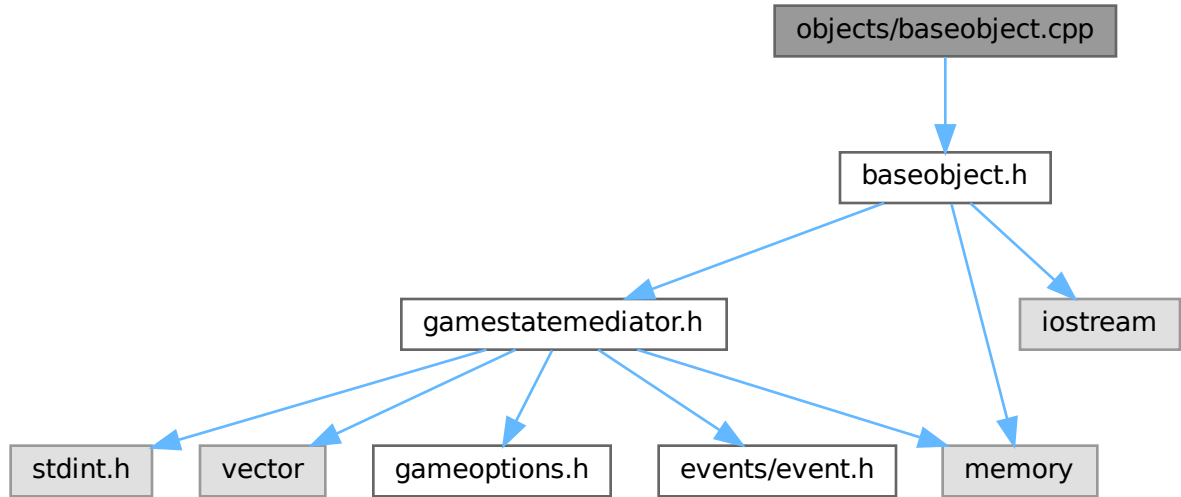 objects/baseobject.cpp
baseobject.h
gamestatemediator.h
iostream
stdint.h
vector
gameoptions.h
events/event.h
memory